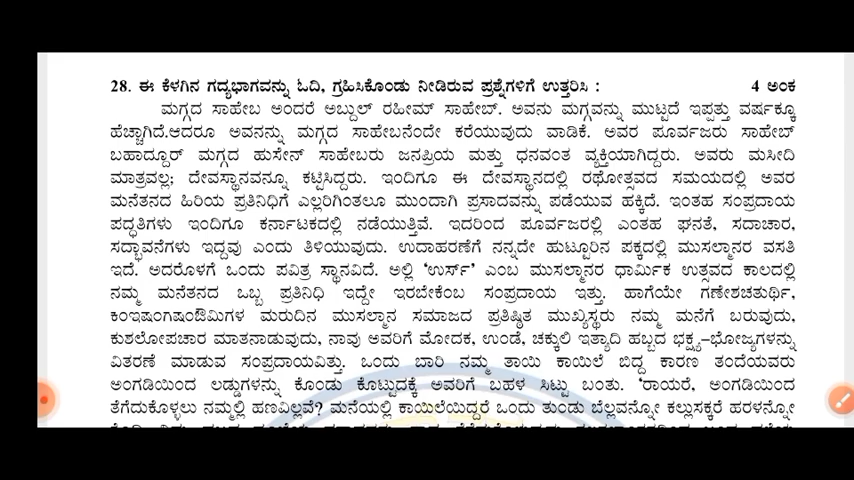 28. ಈ ಕೆಳಗಿನ ಗದ್ಯಭಾಗವನ್ನು ಓದಿ, ಗ್ರಹಿಸಿಕೊಂಡು ನೀಡಿರುವ ಪ್ರಶ್ನೆಗಳಿಗೆ ಉತ್ತರಿಸಿ : 4 ಅಂಕ
ಮಗ್ಗದ ಸಾಹೇಬ ಅಂದರೆ ಅಬ್ದುಲ್ ರಹೀಮ್ ಸಾಹೇಬ್. ಅವನು ಮಗ್ಗವನ್ನು ಮುಟ್ಟದೆ ಇಪ್ಪತ್ತು ವರ್ಷಕ್ಕೂ
ಹೆಚ್ಚಾಗಿದೆ.ಆದರೂ ಅವನನ್ನು ಮಗ್ಗದ ಸಾಹೇಬನೆಂದೇ ಕರೆಯುವುದು ವಾಡಿಕೆ. ಅವರ ಪೂರ್ವಜರು ಸಾಹೇಬ್
ಬಹಾದ್ದೂರ್ ಮಗ್ಗದ ಹುಸೇನ್ ಸಾಹೇಬರು ಜನಪ್ರಿಯ ಮತ್ತು ಧನವಂತ ವ್ಯಕ್ತಿಯಾಗಿದ್ದರು. ಅವರು ಮಸೀದಿ
ಮಾತ್ರವಲ್ಲ; ದೇವಸ್ಥಾನವನ್ನೂ ಕಟ್ಟಿಸಿದ್ದರು. ಇಂದಿಗೂ ಈ ದೇವಸ್ಥಾನದಲ್ಲಿ ರಥೋತ್ಸವದ ಸಮಯದಲ್ಲಿ ಅವರ
ಮನೆತನದ ಹಿರಿಯ ಪ್ರತಿನಿಧಿಗೆ ಎಲ್ಲರಿಗಿಂತಲೂ ಮುಂದಾಗಿ ಪ್ರಸಾದವನ್ನು ಪಡೆಯುವ ಹಕ್ಕಿದೆ. ಇಂತಹ ಸಂಪ್ರದಾಯ
ಪದ್ಧತಿಗಳು ಇಂದಿಗೂ ಕರ್ನಾಟಕದಲ್ಲಿ ನಡೆಯುತ್ತಿವೆ. ಇದರಿಂದ ಪೂರ್ವಜರಲ್ಲಿ ಎಂತಹ ಘನತೆ, ಸದಾಚಾರ,
ಸದ್ಭಾವನೆಗಳು ಇದ್ದವು ಎಂದು ತಿಳಿಯುವುದು. ಉದಾಹರಣೆಗೆ ನನ್ನದೇ ಹುಟ್ಟೂರಿನ ಪಕ್ಕದಲ್ಲಿ ಮುಸಲ್ಮಾನರ ವಸತಿ
ಇದೆ. ಅದರೊಳಗೆ ಒಂದು ಪವಿತ್ರ ಸ್ಥಾನವಿದೆ. ಅಲ್ಲಿ 'ಉರ್ಸ್' ಎಂಬ ಮುಸಲ್ಮಾನರ ಧಾರ್ಮಿಕ ಉತ್ಸವದ ಕಾಲದಲ್ಲಿ
ನಮ್ಮ ಮನೆತನದ ಒಬ್ಬ ಪ್ರತಿನಿಧಿ ಇದ್ದೇ ಇರಬೇಕೆಂಬ ಸಂಪ್ರದಾಯ ಇತ್ತು. ಹಾಗೆಯೇ ಗಣೇಶಚತುರ್ಥಿ,
ಮರುದಿನ ಮುಸಲ್ಮಾನ ಸಮಾಜದ ಪ್ರತಿಷ್ಠಿತ ಮುಖ್ಯಸ್ಥರು ನಮ್ಮ ಮನೆಗೆ ಬರುವುದು,
ಕುಶಲೋಪಚಾರ ಮಾತನಾಡುವುದು, ನಾವು ಅವರಿಗೆ ಮೋದಕ, ಉಂಡೆ, ಚಕ್ಕುಲಿ ಇತ್ಯಾದಿ ಹಬ್ಬದ ಭಕ್ಷ್ಯ–ಭೋಜ್ಯಗಳನ್ನು
ವಿತರಣೆ ಮಾಡುವ ಸಂಪ್ರದಾಯವಿತ್ತು. ಒಂದು ಬಾರಿ ನಮ್ಮ ತಾಯಿ ಕಾಯಿಲೆ ಬಿದ್ದ ಕಾರಣ ತಂದೆಯವರು
ಅಂಗಡಿಯಿಂದ ಲಡ್ಡುಗಳನ್ನು ಕೊಂಡು ಕೊಟ್ಟುದಕ್ಕೆ ಅವರಿಗೆ ಬಹಳ ಸಿಟ್ಟು ಬಂತು. 'ರಾಯರೆ, ಅಂಗಡಿಯಿಂದ
ತೆಗೆದುಕೊಳ್ಳಲು ನಮ್ಮಲ್ಲಿ ಹಣವಿಲ್ಲವೆ? ಮನೆಯಲ್ಲಿ ಕಾಯಿಲೆಯಿದ್ದರೆ ಒಂದು ತುಂಡು ಬೆಲ್ಲವನ್ನೋ ಕಲ್ಲುಸಕ್ಕರೆ ಹರಳನ್ನೋ